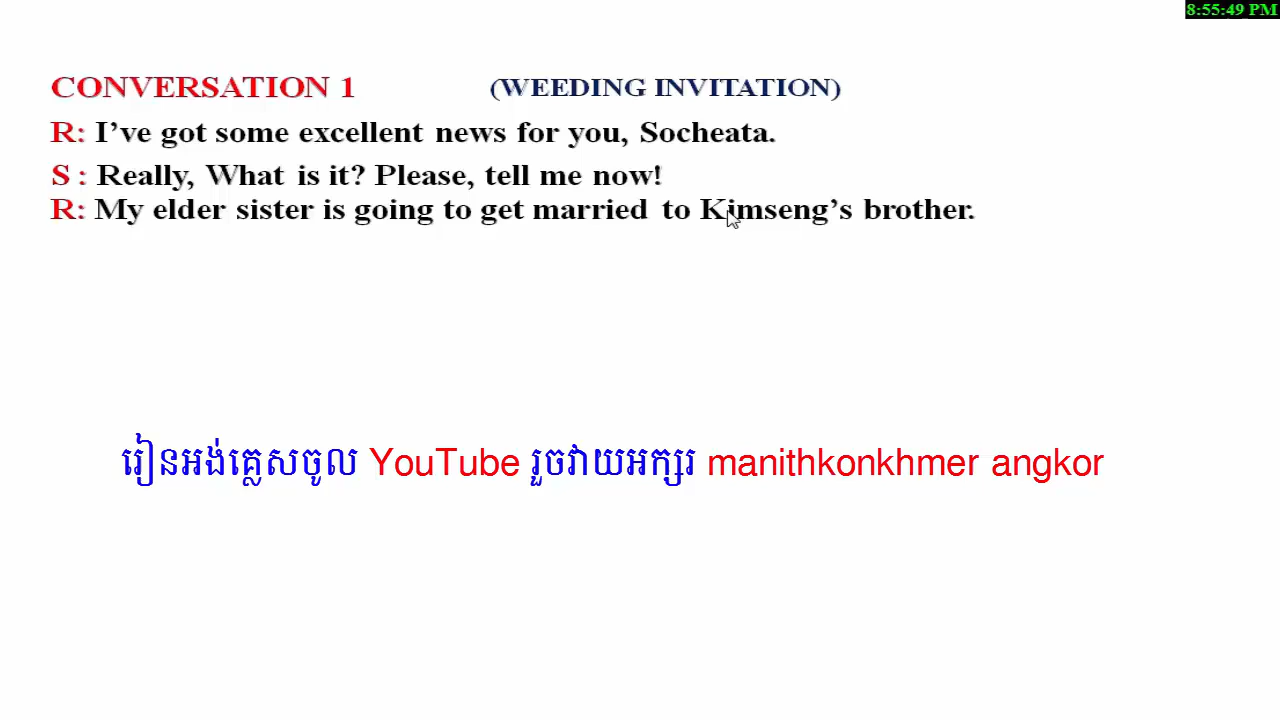 8:55:49 PM
CONVERSATION 1 (WEEDING INVITATION)
R: I’ve got some excellent news for you, Socheata.
S : Really, What is it? Please, tell me now!
R: My elder sister is going to get married to Kimseng’s brother.
រៀនអង់គ្លេសចូល YouTube រួចវាយអក្សរ manithkonkhmer angkor